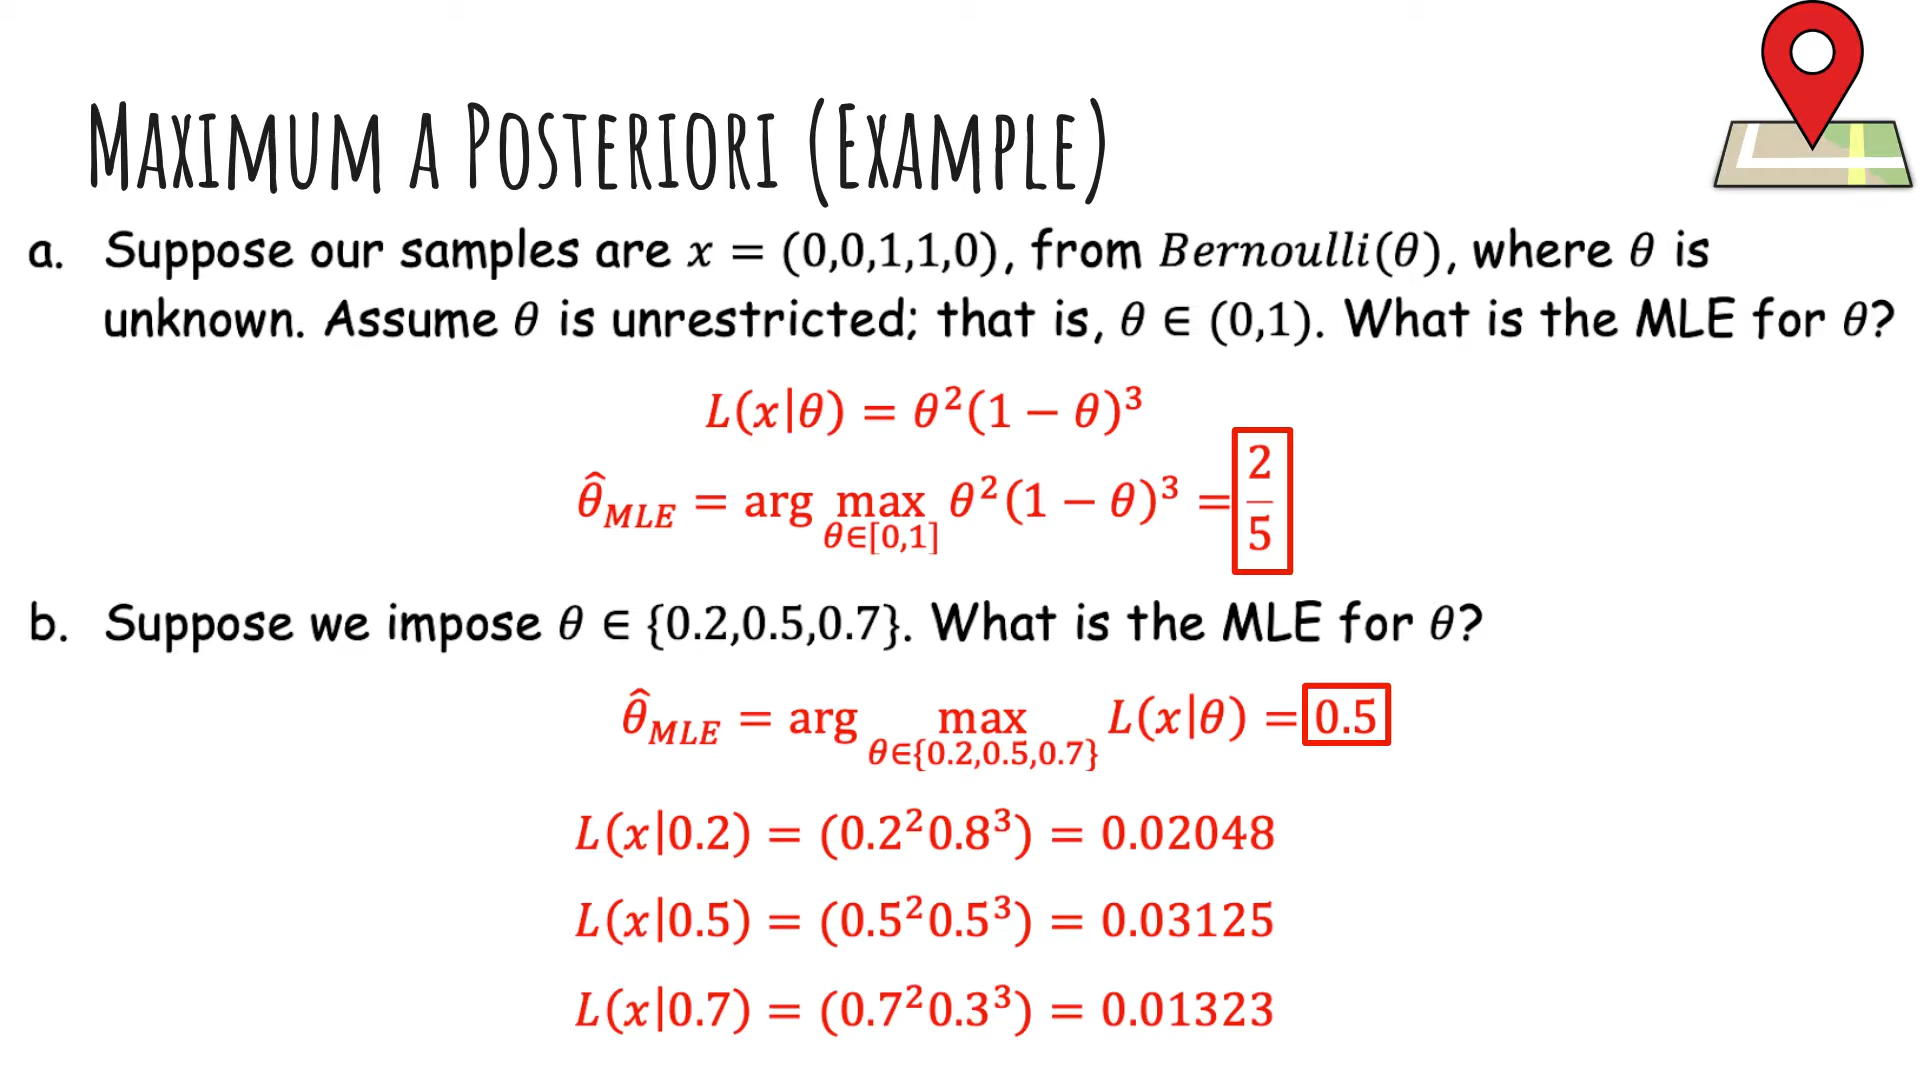 MAXIMUM A POSTERIORI (EXAMPLE)
a. Suppose our samples are x = (0,0,1,1,0), from Bernoulli(θ), where θ is
unknown. Assume θ is unrestricted; that is, θ ∈ (0,1). What is the MLE for θ?
L(x|θ) = θ²(1 − θ)³
θ̂_MLE = arg max_{θ∈[0,1]} θ²(1 − θ)³ = 2/5
b. Suppose we impose θ ∈ {0.2,0.5,0.7}. What is the MLE for θ?
θ̂_MLE = arg max_{θ∈{0.2,0.5,0.7}} L(x|θ) = 0.5
L(x|0.2) = (0.2²0.8³) = 0.02048
L(x|0.5) = (0.5²0.5³) = 0.03125
L(x|0.7) = (0.7²0.3³) = 0.01323